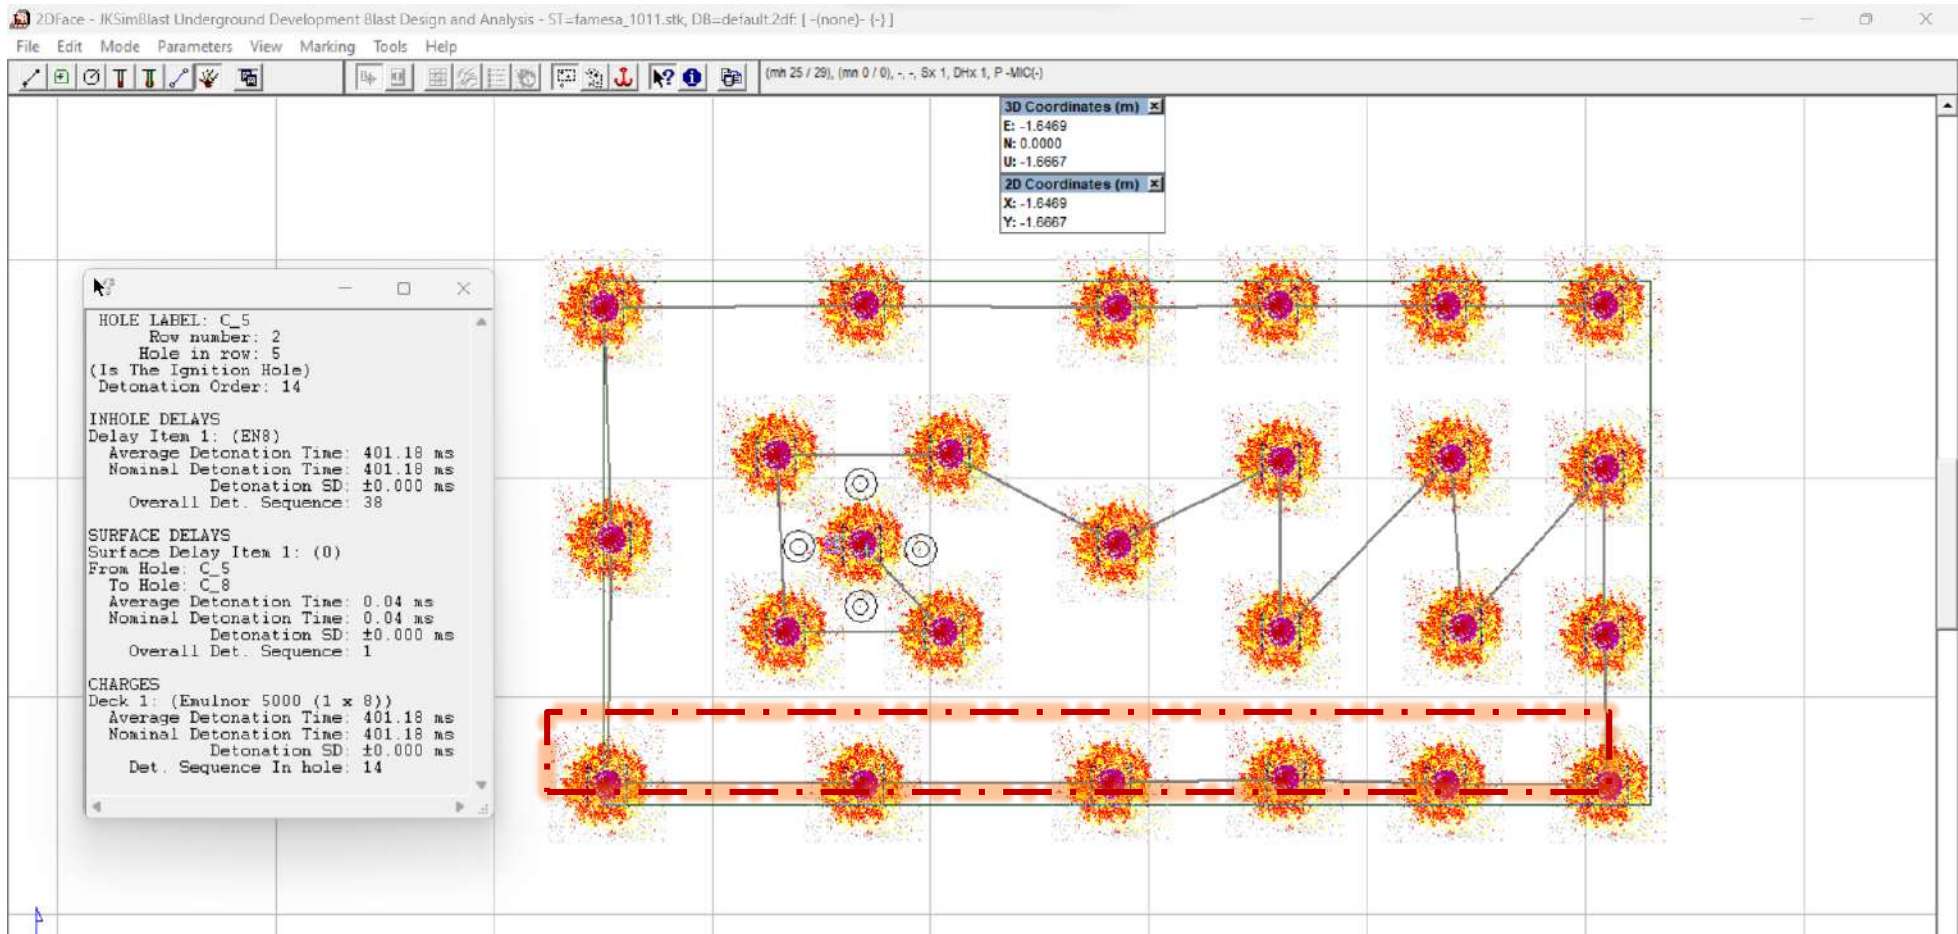 2DFace - JKSimBlast Underground Development Blast Design and Analysis - ST=famesa_1011.stk, DB=default.2df: [ -(none)- {-} ]
File Edit Mode Parameters View Marking Tools Help
(mh 25 / 29), (mn 0 / 0), -, -, Sx 1, DHx 1, P -MIC(-)
3D Coordinates (m)
E: -1.6469
N: 0.0000
U: -1.6667
2D Coordinates (m)
X: -1.6469
Y: -1.6667
HOLE LABEL: C_5
Row number: 2
Hole in row: 5
(Is The Ignition Hole)
Detonation Order: 14
INHOLE DELAYS
Delay Item 1: (EN8)
Average Detonation Time: 401.18 ms
Nominal Detonation Time: 401.18 ms
Detonation SD: ±0.000 ms
Overall Det. Sequence: 38
SURFACE DELAYS
Surface Delay Item 1: (0)
From Hole: C_5
To Hole: C_8
Average Detonation Time: 0.04 ms
Nominal Detonation Time: 0.04 ms
Detonation SD: ±0.000 ms
Overall Det. Sequence: 1
CHARGES
Deck 1: (Emulnor 5000 (1 x 8))
Average Detonation Time: 401.18 ms
Nominal Detonation Time: 401.18 ms
Detonation SD: ±0.000 ms
Det. Sequence In hole: 14